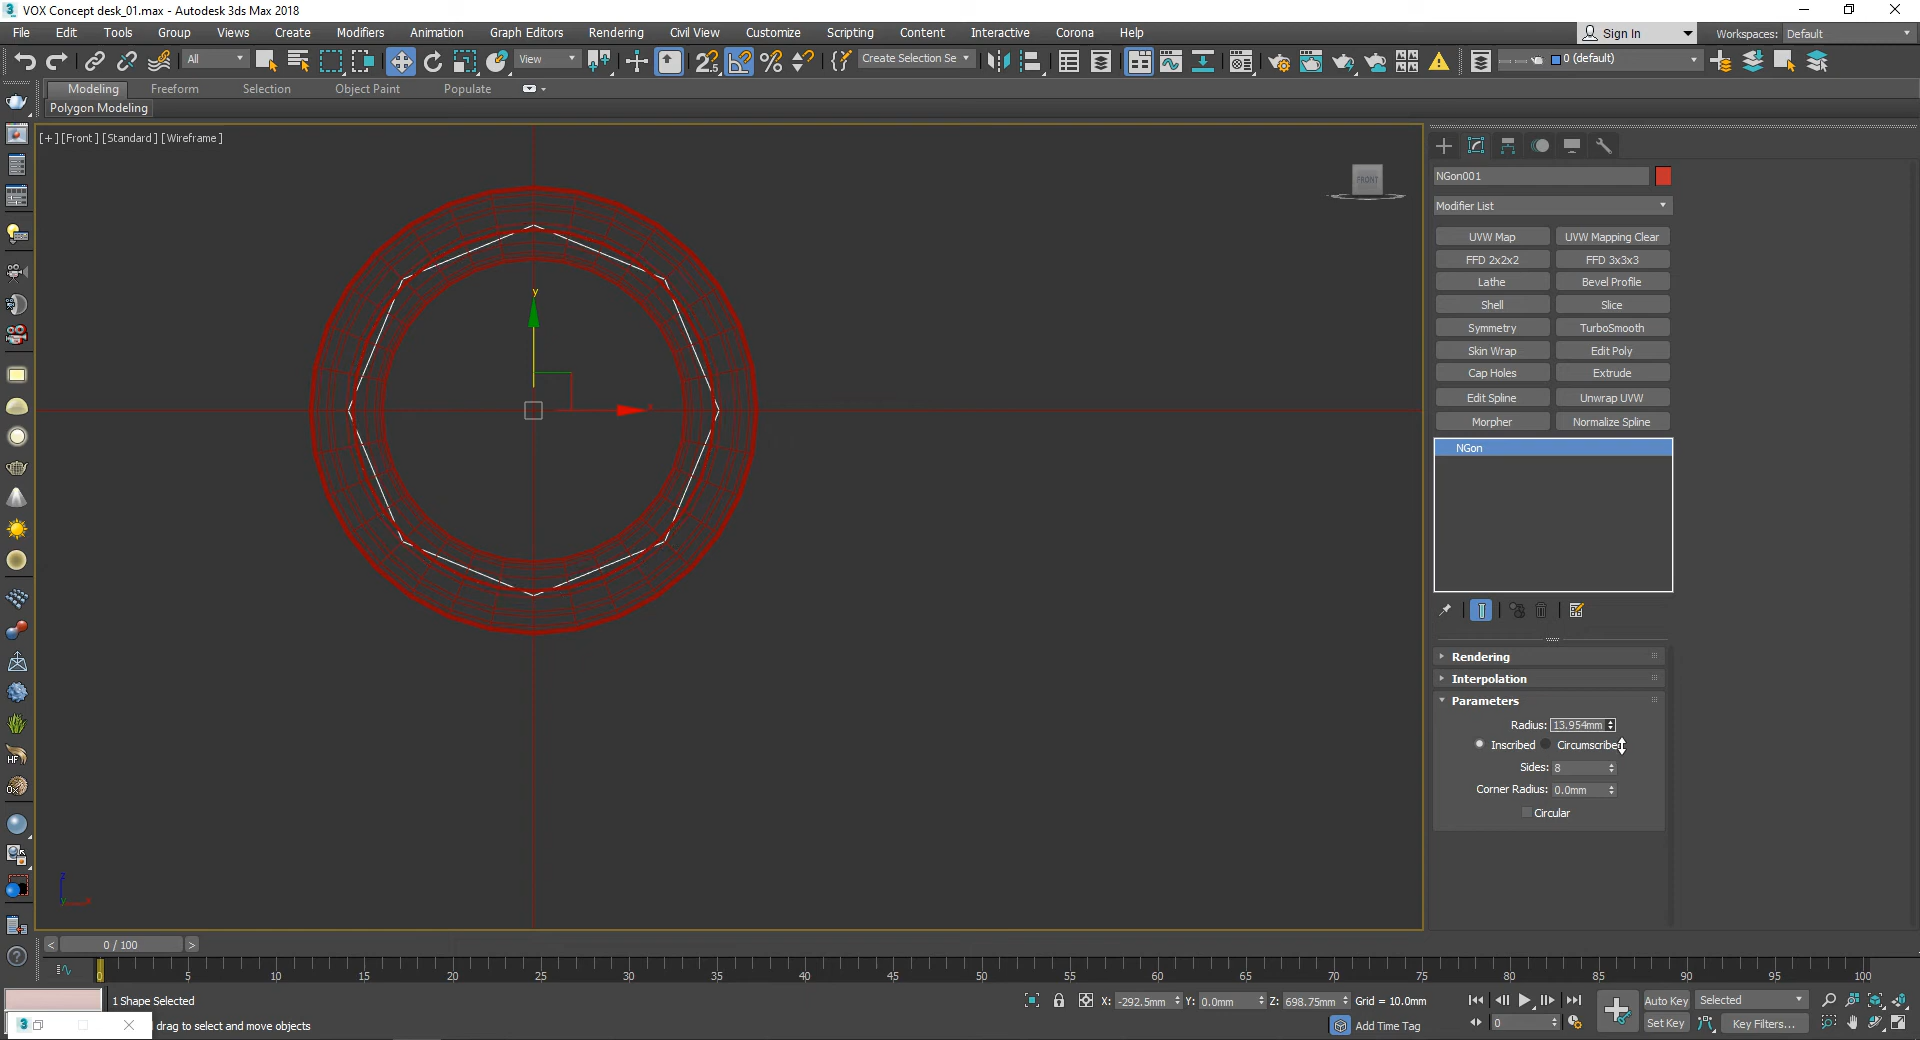 VOX Concept desk_01.max - Autodesk 3ds Max 2018
File Edit Tools Group Views Create Modifiers Animation Graph Editors Rendering Civil View Customize Scripting Content Interactive Corona Help
Sign In Workspaces: Default
All View Create Selection Se 0 (default)
Modeling Freeform Selection Object Paint Populate
Polygon Modeling
[+] [Front] [Standard] [Wireframe]
FRONT
NGon001
Modifier List
UVW Map UVW Mapping Clear
FFD 2x2x2 FFD 3x3x3
Lathe Bevel Profile
Shell Slice
Symmetry TurboSmooth
Skin Wrap Edit Poly
Cap Holes Extrude
Edit Spline Unwrap UVW
Morpher Normalize Spline
NGon
Rendering
Interpolation
Parameters
Radius: 13.954mm
Inscribed Circumscribed
Sides: 8
Corner Radius: 0.0mm
Circular
y
x
z
x
y
HF
< 0 / 100 >
0 5 10 15 20 25 30 35 40 45 50 55 60 65 70 75 80 85 90 95 100
1 Shape Selected
X: -292.5mm Y: 0.0mm Z: 698.75mm Grid = 10.0mm
Auto Key Selected
drag to select and move objects
Add Time Tag
0
Set Key Key Filters...